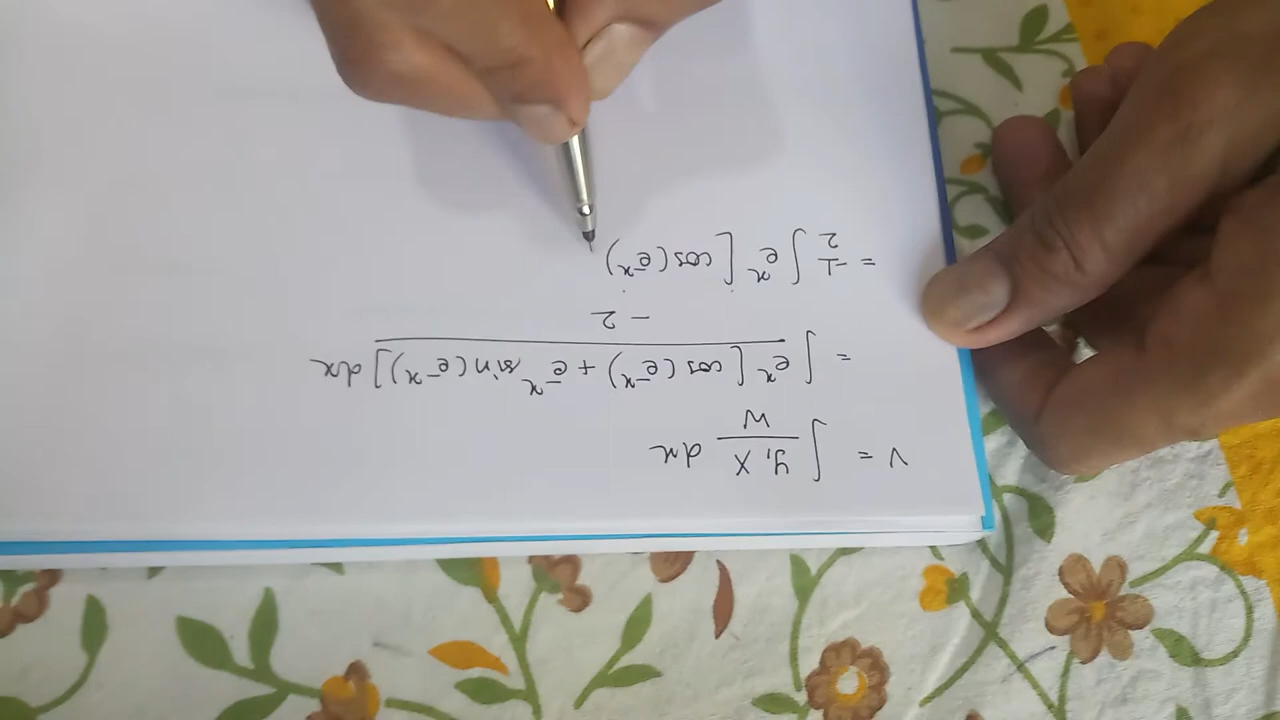 v = ∫ y₁ X / W dx
= ∫ eˣ [cos(e⁻ˣ) + e⁻ˣ sin(e⁻ˣ)] dx / -2
= -1/2 ∫ eˣ [cos(e⁻ˣ)